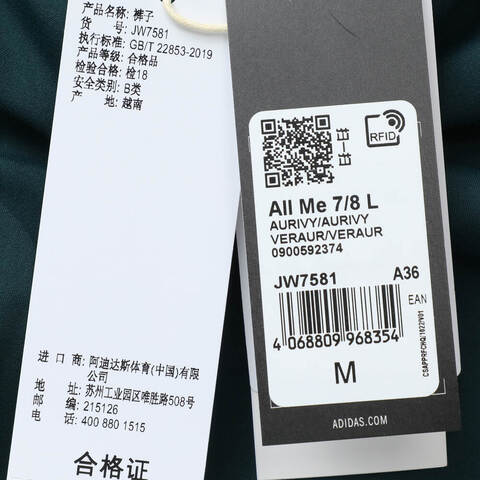 产品名称: 裤子
货 号: JW7581
执行标准: GB/T 22853-2019
产品等级: 合格品
检验合格: 检18
安全类别: B类
产 地: 越南
进 口 商: 阿迪达斯体育(中国)有限公司
地 址: 苏州工业园区唯胜路508号
邮 编: 215126
电 话: 400 880 1515
合格证
RFID
All Me 7/8 L
AURIVY/AURIVY
VERAUR/VERAUR
0900592374
JW7581 A36
EAN
4 068809 968354
M
CSAPPRFCHQ/1022/V01
ADIDAS.COM